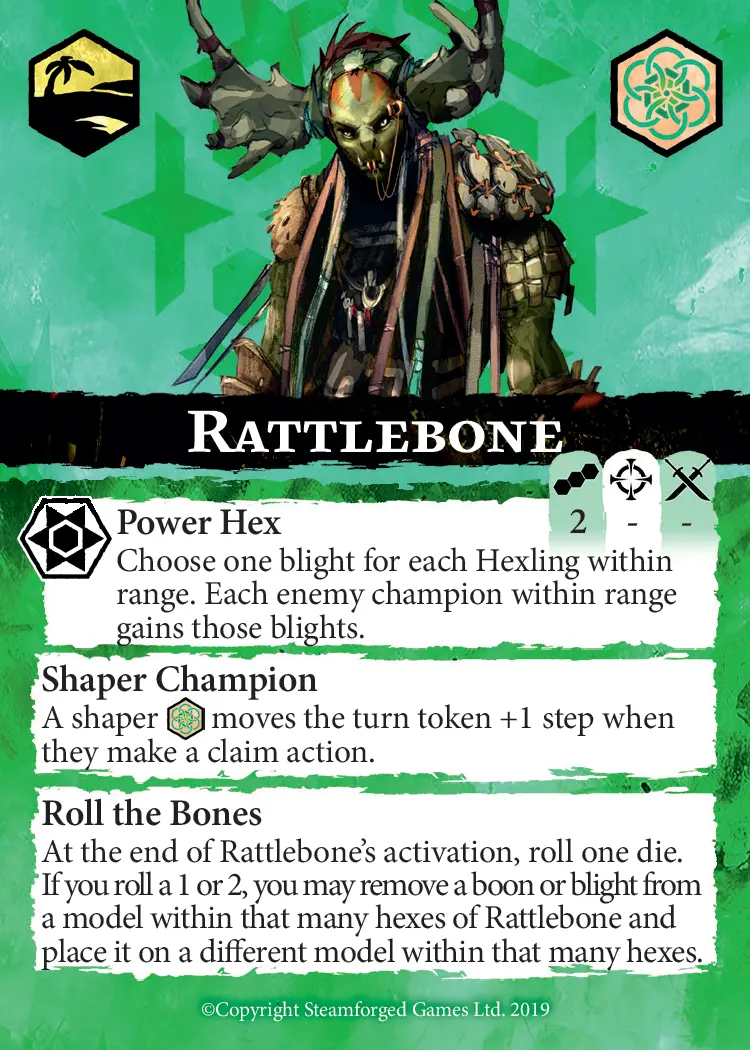 Rattlebone
2 - -
Power Hex
Choose one blight for each Hexling within
range. Each enemy champion within range
gains those blights.
Shaper Champion
A shaper moves the turn token +1 step when
they make a claim action.
Roll the Bones
At the end of Rattlebone’s activation, roll one die.
If you roll a 1 or 2, you may remove a boon or blight from
a model within that many hexes of Rattlebone and
place it on a different model within that many hexes.
©Copyright Steamforged Games Ltd. 2019